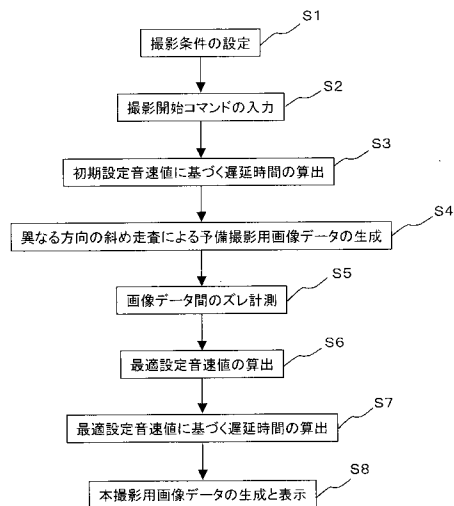 S1
撮影条件の設定
S2
撮影開始コマンドの入力
S3
初期設定音速値に基づく遅延時間の算出
S4
異なる方向の斜め走査による予備撮影用画像データの生成
S5
画像データ間のズレ計測
S6
最適設定音速値の算出
S7
最適設定音速値に基づく遅延時間の算出
S8
本撮影用画像データの生成と表示